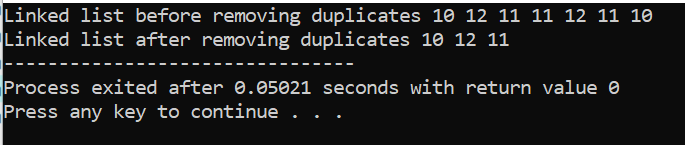 Linked list before removing duplicates 10 12 11 11 12 11 10
Linked list after removing duplicates 10 12 11
--------------------------------
Process exited after 0.05021 seconds with return value 0
Press any key to continue . . .